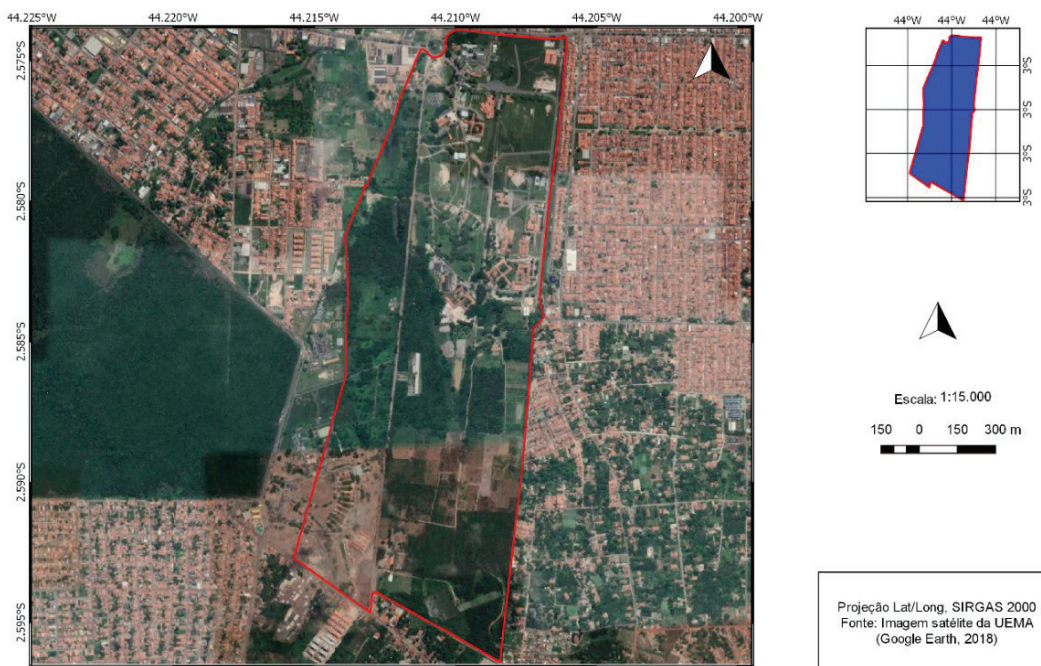 44.225°W 44.220°W 44.215°W 44.210°W 44.205°W 44.200°W
2.575°S
2.580°S
2.585°S
2.590°S
2.595°S
44°W 44°W 44°W
3°S
3°S
3°S
3°S
Escala: 1:15.000
150 0 150 300 m
Projeção Lat/Long, SIRGAS 2000
Fonte: Imagem satélite da UEMA
(Google Earth, 2018)